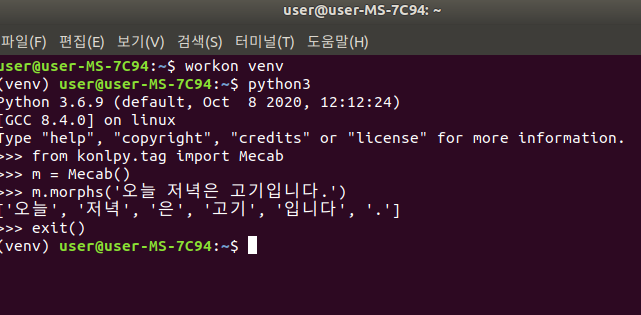 user@user-MS-7C94: ~
파일(F) 편집(E) 보기(V) 검색(S) 터미널(T) 도움말(H)
user@user-MS-7C94:~$ workon venv
(venv) user@user-MS-7C94:~$ python3
Python 3.6.9 (default, Oct  8 2020, 12:12:24)
[GCC 8.4.0] on linux
Type "help", "copyright", "credits" or "license" for more information.
>>> from konlpy.tag import Mecab
>>> m = Mecab()
>>> m.morphs('오늘 저녁은 고기입니다.')
['오늘', '저녁', '은', '고기', '입니다', '.']
>>> exit()
(venv) user@user-MS-7C94:~$